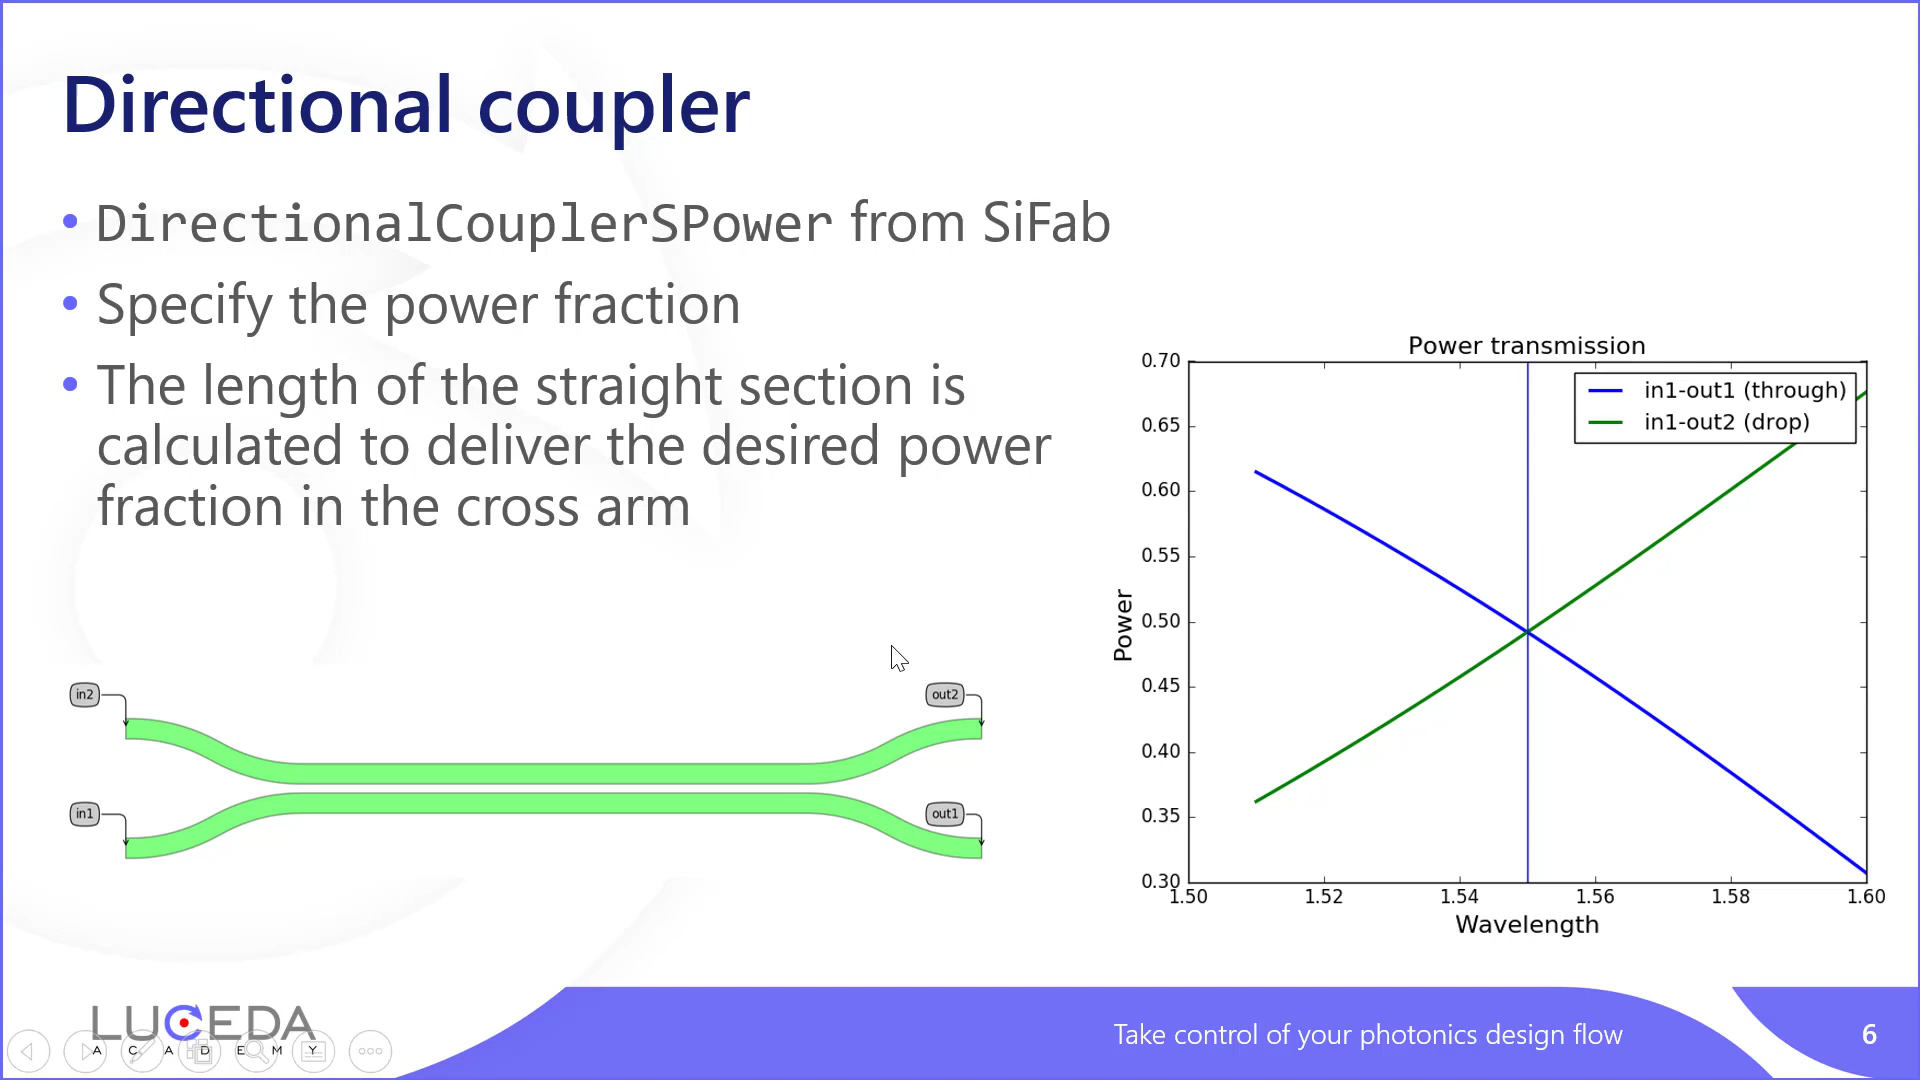 Directional coupler
• DirectionalCouplerSPower from SiFab
• Specify the power fraction
• The length of the straight section is
calculated to deliver the desired power
fraction in the cross arm
in2
out2
in1
out1
Power transmission
in1-out1 (through)
in1-out2 (drop)
0.70
0.65
0.60
0.55
0.50
0.45
0.40
0.35
0.30
Power
1.50 1.52 1.54 1.56 1.58 1.60
Wavelength
LUCEDA
ACADEMY
Take control of your photonics design flow
6